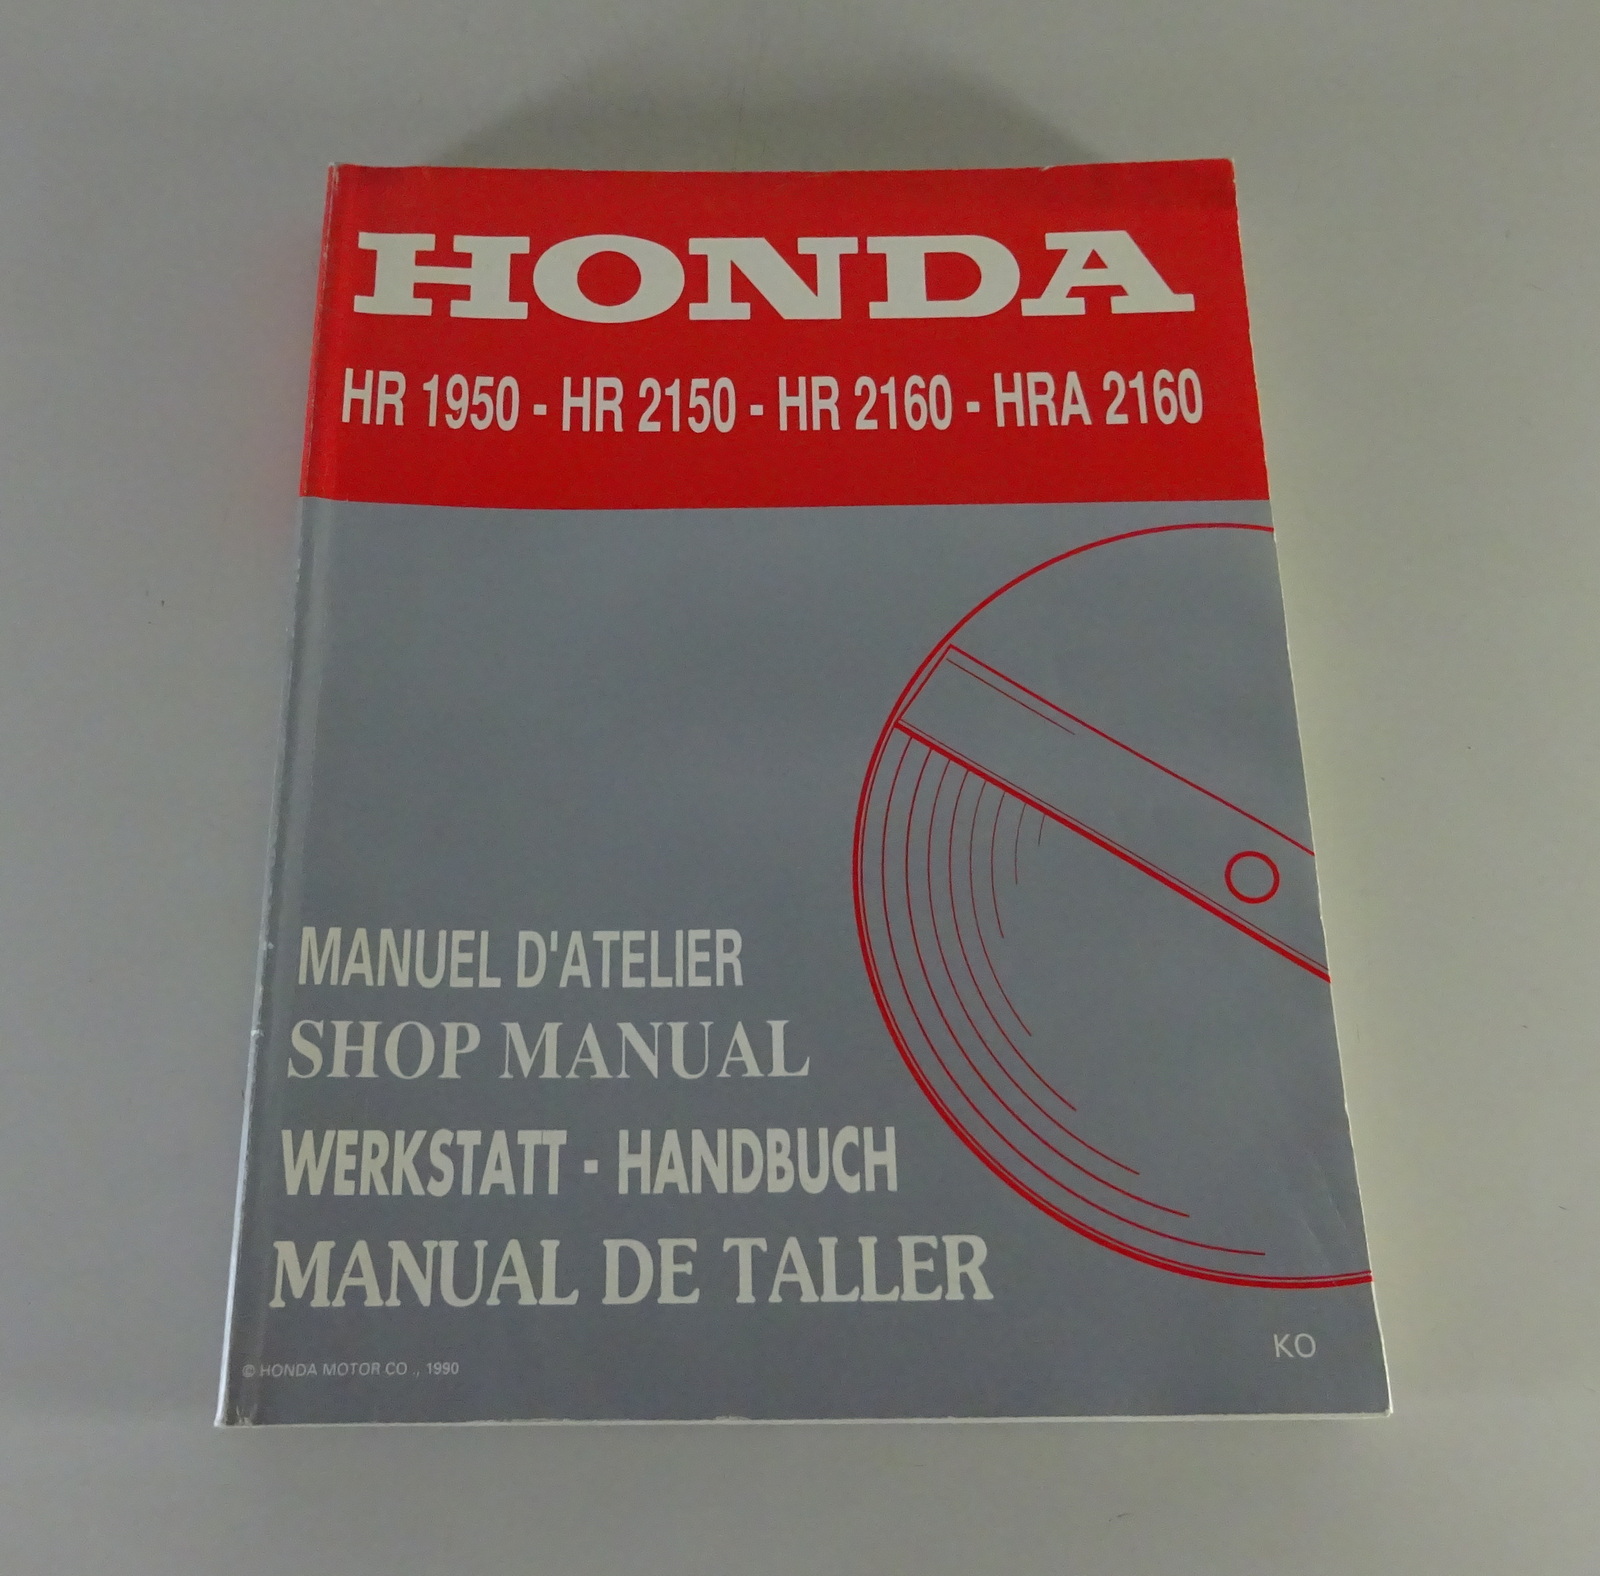 HONDA
HR 1950 - HR 2150 - HR 2160 - HRA 2160
MANUEL D'ATELIER
SHOP MANUAL
WERKSTATT - HANDBUCH
MANUAL DE TALLER
KO
© HONDA MOTOR CO ., 1990